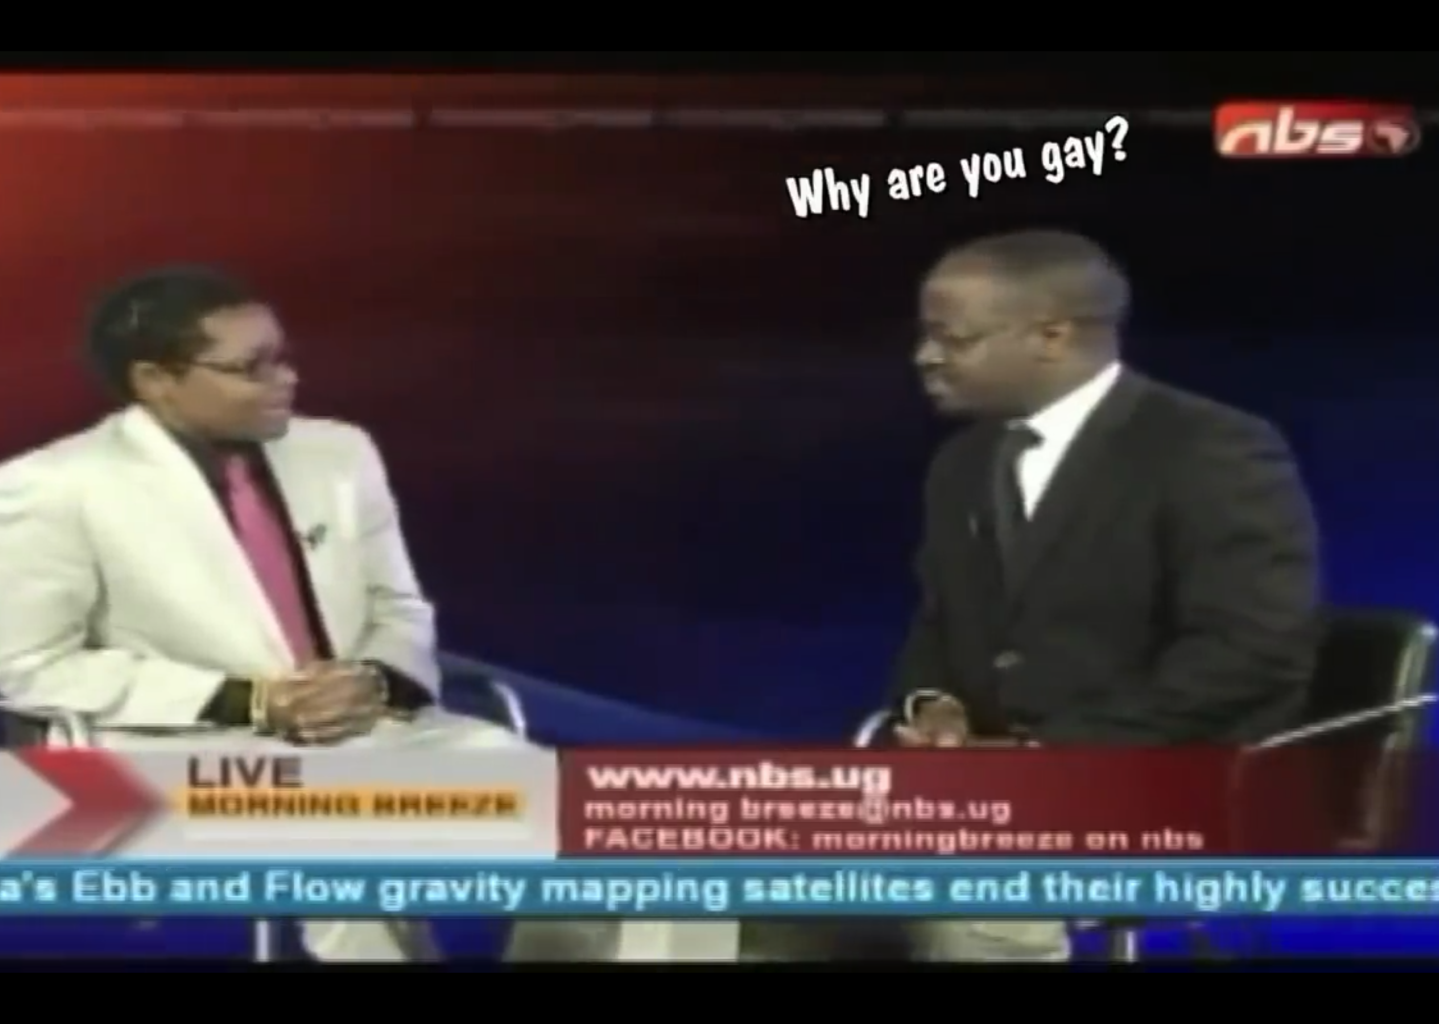 nbs
Why are you gay?
LIVE
MORNING BREEZE
www.nbs.ug
morning breeze@nbs.ug
FACEBOOK: morningbreeze on nbs
a's Ebb and Flow gravity mapping satellites end their highly succes